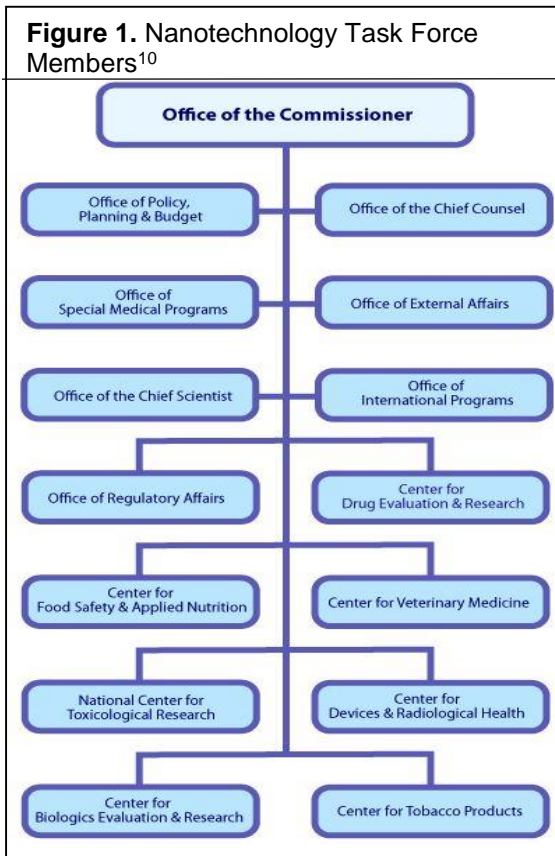 Figure 1. Nanotechnology Task Force
Members10
Office of the Commissioner
Office of Policy,
Planning & Budget
Office of the Chief Counsel
Office of
Special Medical Programs
Office of External Affairs
Office of the Chief Scientist
Office of
International Programs
Office of Regulatory Affairs
Center for
Drug Evaluation & Research
Center for
Food Safety & Applied Nutrition
Center for Veterinary Medicine
National Center for
Toxicological Research
Center for
Devices & Radiological Health
Center for
Biologics Evaluation & Research
Center for Tobacco Products